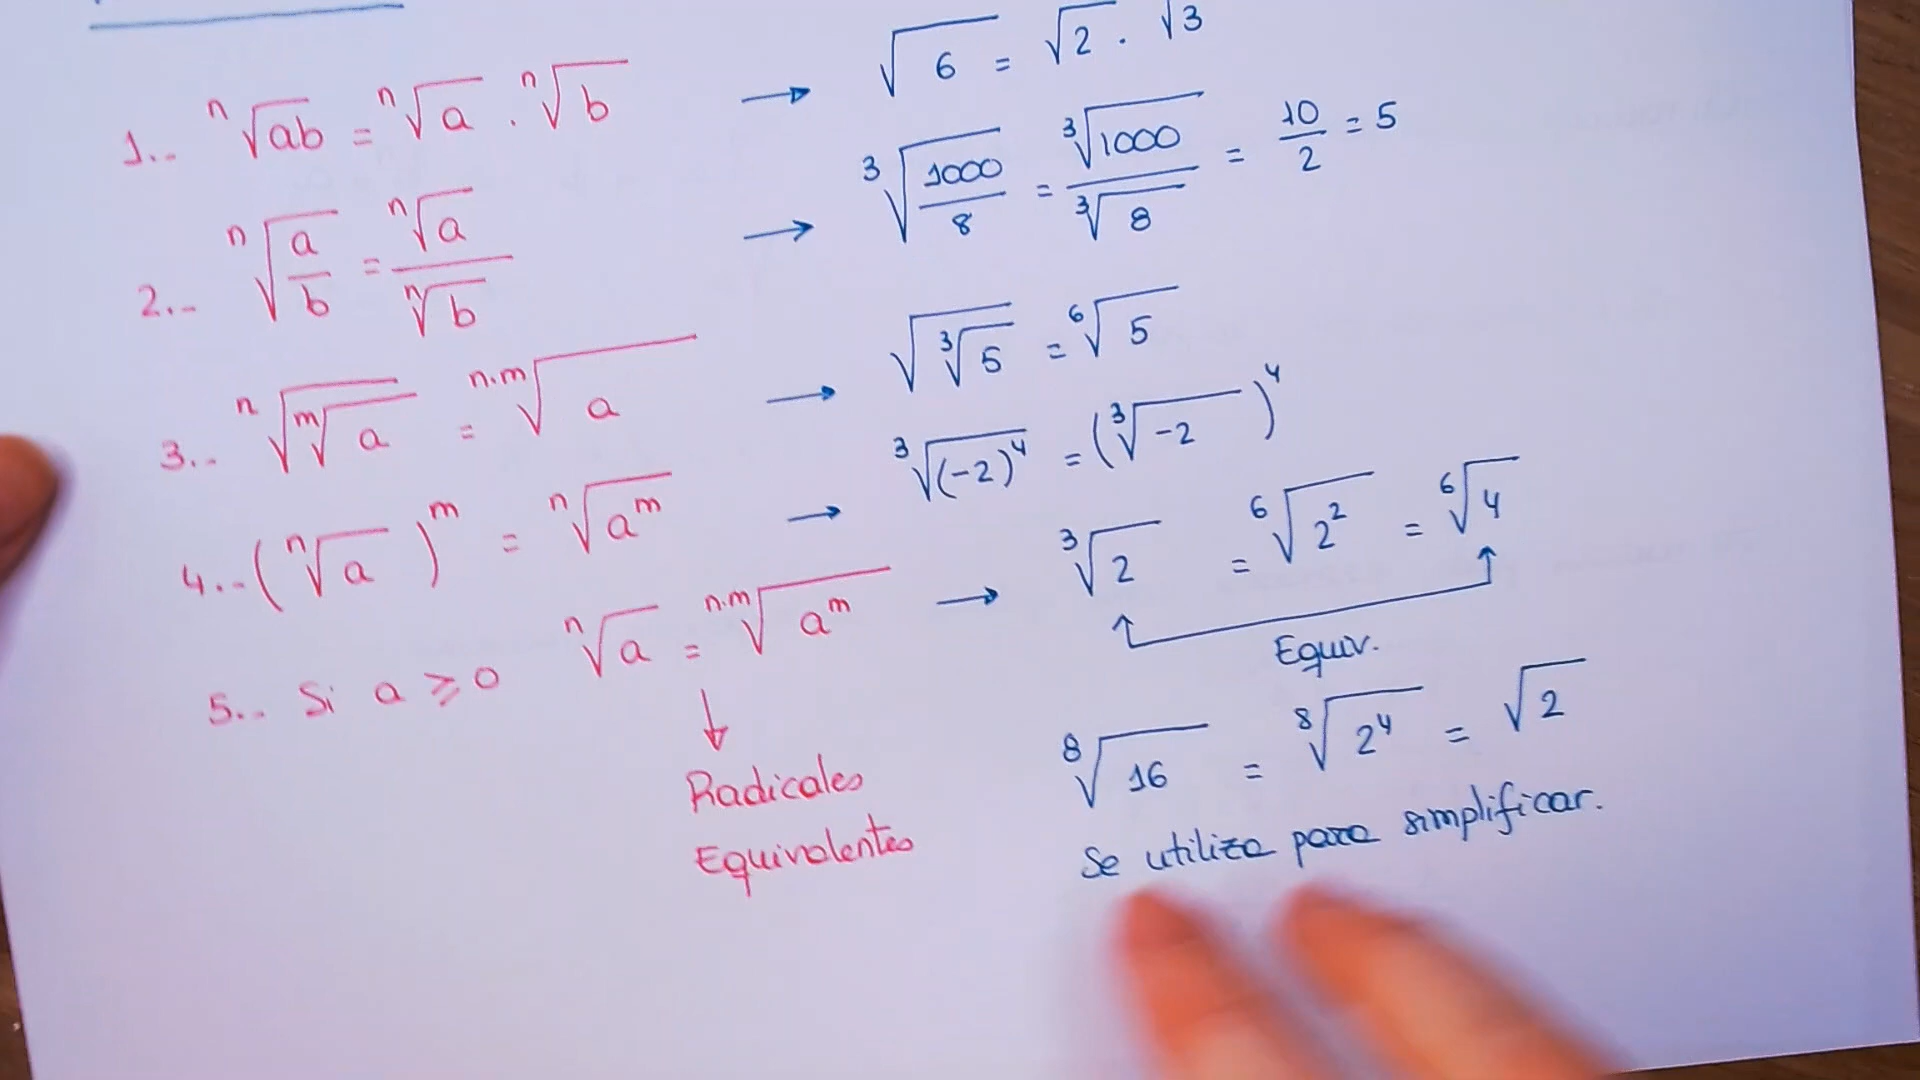 1.- ⁿ√ab = ⁿ√a · ⁿ√b → √6 = √2 · √3
2.- ⁿ√(a/b) = ⁿ√a / ⁿ√b → ³√(1000/8) = ³√1000 / ³√8 = 10/2 = 5
3.- ⁿ√(ᵐ√a) = ⁿ·ᵐ√a → √(³√5) = ⁶√5
4.- (ⁿ√a)ᵐ = ⁿ√aᵐ → ³√(-2)⁴ = (³√-2)⁴
5.- Si a ⩾ 0 ⁿ√a = ⁿ·ᵐ√aᵐ → ³√2 = ⁶√2² = ⁶√4
Equiv.
↓
Radicales
Equivalentes
⁸√16 = ⁸√2⁴ = √2
Se utiliza para simplificar.